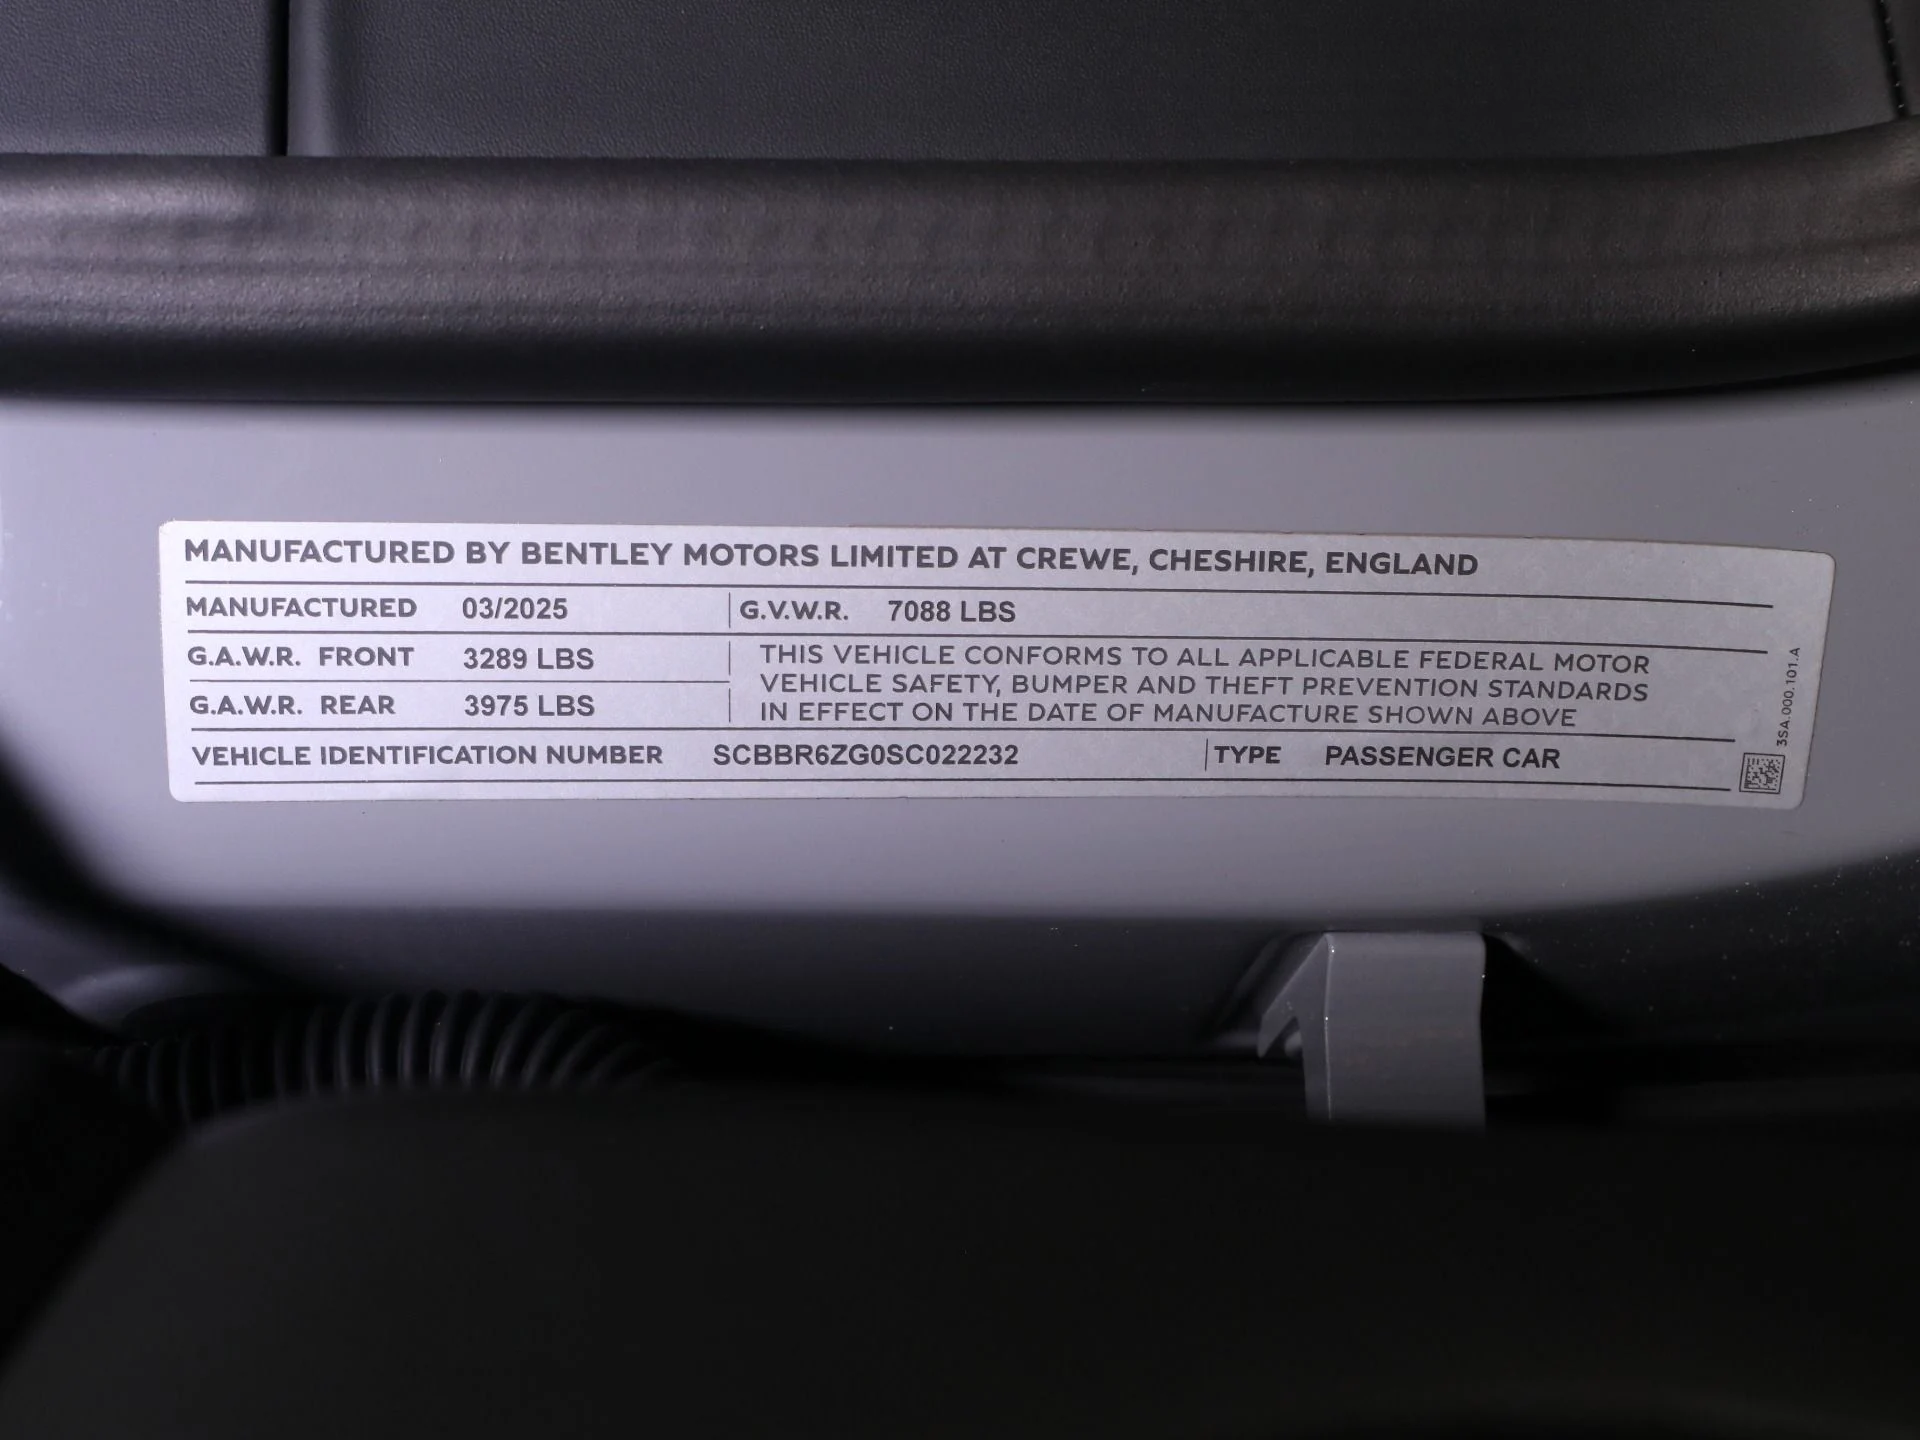 MANUFACTURED BY BENTLEY MOTORS LIMITED AT CREWE, CHESHIRE, ENGLAND
MANUFACTURED 03/2025 G.V.W.R. 7088 LBS
G.A.W.R. FRONT 3289 LBS
G.A.W.R. REAR 3975 LBS
THIS VEHICLE CONFORMS TO ALL APPLICABLE FEDERAL MOTOR
VEHICLE SAFETY, BUMPER AND THEFT PREVENTION STANDARDS
IN EFFECT ON THE DATE OF MANUFACTURE SHOWN ABOVE
VEHICLE IDENTIFICATION NUMBER SCBBR6ZG0SC022232 TYPE PASSENGER CAR
3SA.000.101.A